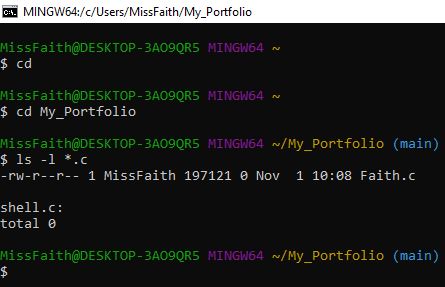 MINGW64:/c/Users/MissFaith/My_Portfolio
MissFaith@DESKTOP-3AO9QR5 MINGW64 ~
$ cd
MissFaith@DESKTOP-3AO9QR5 MINGW64 ~
$ cd My_Portfolio
MissFaith@DESKTOP-3AO9QR5 MINGW64 ~/My_Portfolio (main)
$ ls -l *.c
-rw-r--r-- 1 MissFaith 197121 0 Nov  1 10:08 Faith.c
shell.c:
total 0
MissFaith@DESKTOP-3AO9QR5 MINGW64 ~/My_Portfolio (main)
$